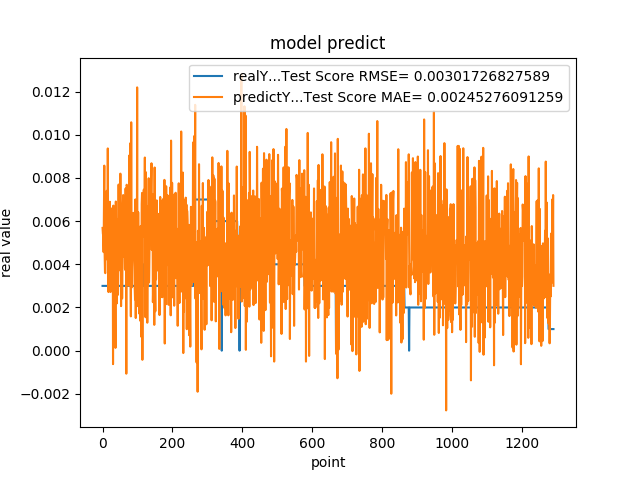 model predict
realY...Test Score RMSE= 0.00301726827589
predictY...Test Score MAE= 0.00245276091259
0.012
0.010
0.008
0.006
0.004
0.002
0.000
−0.002
real value
0 200 400 600 800 1000 1200
point